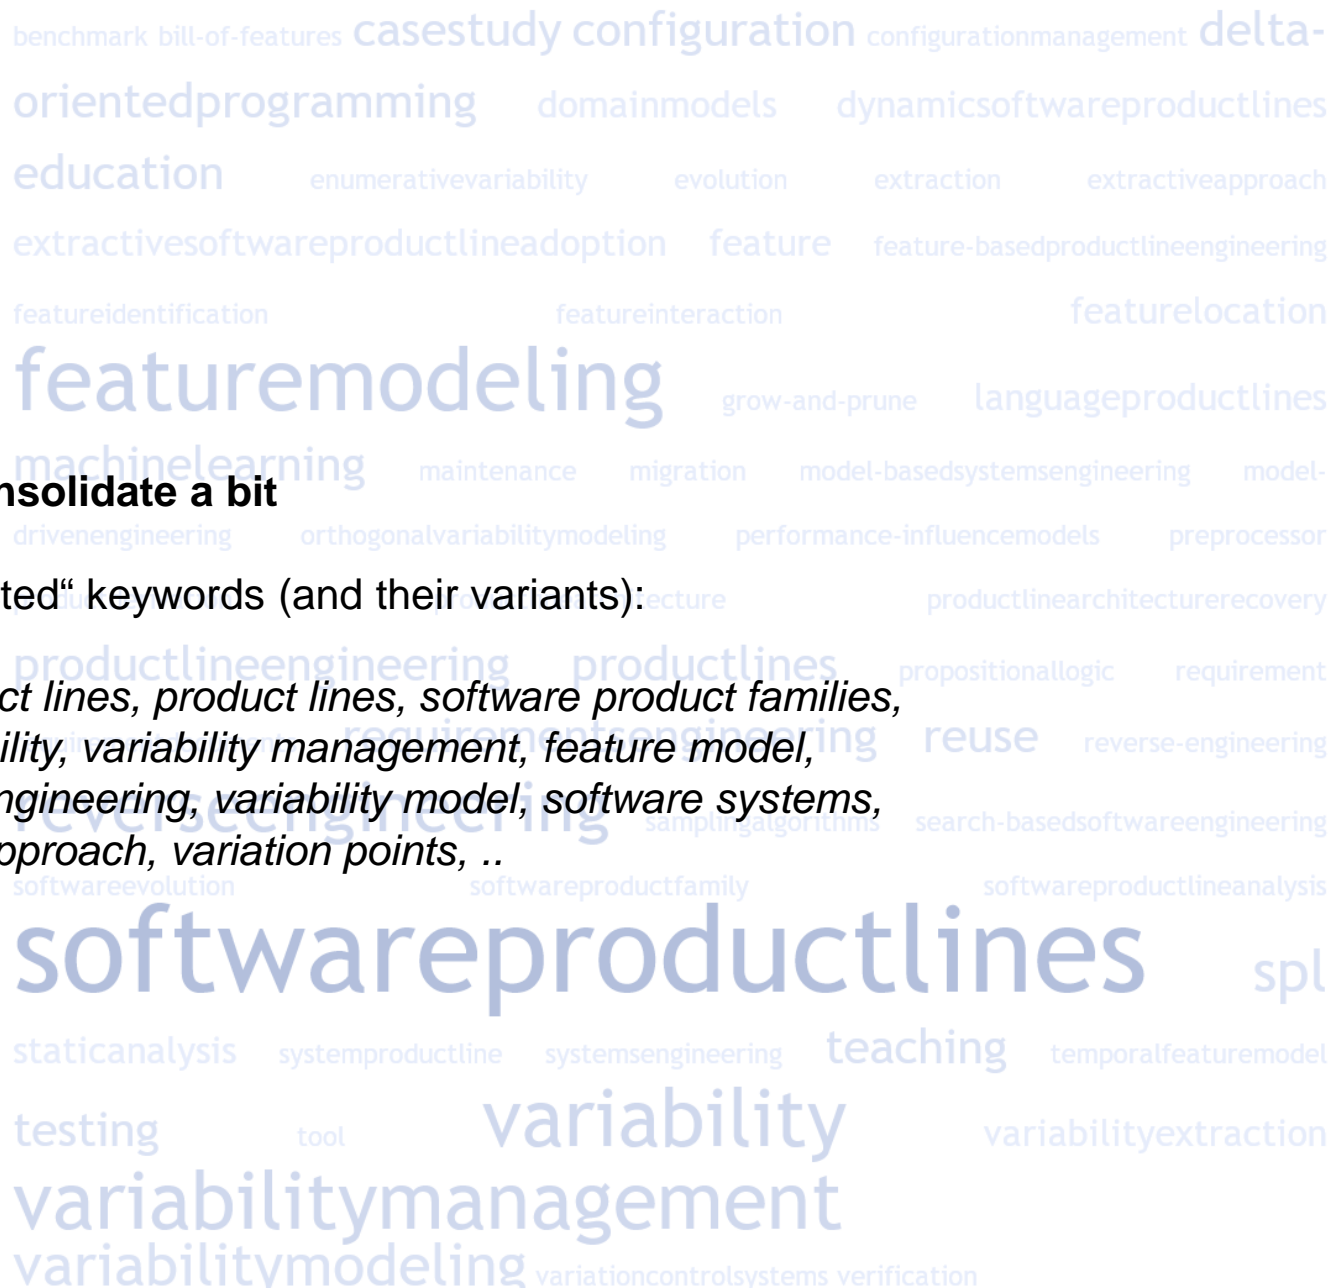 benchmark bill-of-features casestudy configuration configurationmanagement delta-
orientedprogramming domainmodels dynamicsoftwareproductlines
education enumerativevariability evolution extraction extractiveapproach
extractivesoftwareproductlineadoption feature feature-basedproductlineengineering
featureidentification featureinteraction featurelocation
featuremodeling grow-and-prune languageproductlines
machinelearning maintenance migration model-basedsystemsengineering model-
nsolidate a bit
drivenengineering orthogonalvariabilitymodeling performance-influencemodels preprocessor
ted“ keywords (and their variants):
productlinearchitecturerecovery
productlineengineering productlines propositionallogic requirement
ct lines, product lines, software product families,
requirementsengineering reuse reverse-engineering
ility, variability management, feature model,
ngineering, variability model, software systems,
reverseengineering samplingalgorithms search-basedsoftwareengineering
pproach, variation points, ..
softwareevolution softwareproductfamily softwareproductlineanalysis
softwareproductlines spl
staticanalysis systemproductline systemsengineering teaching temporalfeaturemodel
testing tool variability variabilityextraction
variabilitymanagement
variabilitymodeling variationcontrolsystems verification